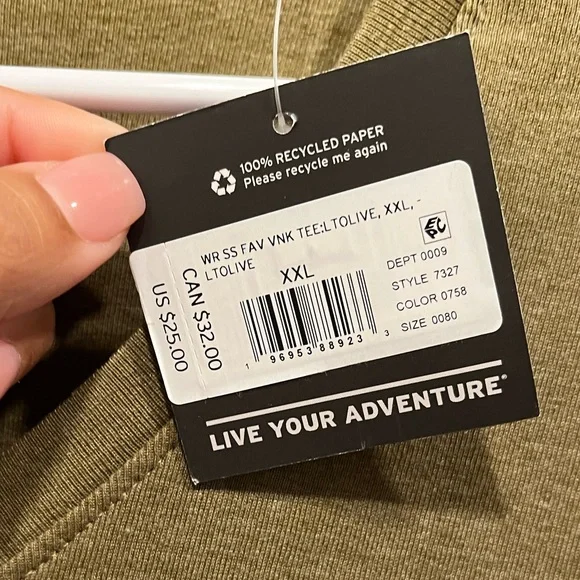 100% RECYCLED PAPER
Please recycle me again
WR SS FAV VNK TEE:LTOLIVE, XXL, -
LTOLIVE
XXL
EPC
DEPT 0009
STYLE 7327
COLOR 0758
SIZE 0080
1 96953 88923 3
CAN $32.00
US $25.00
LIVE YOUR ADVENTURE®